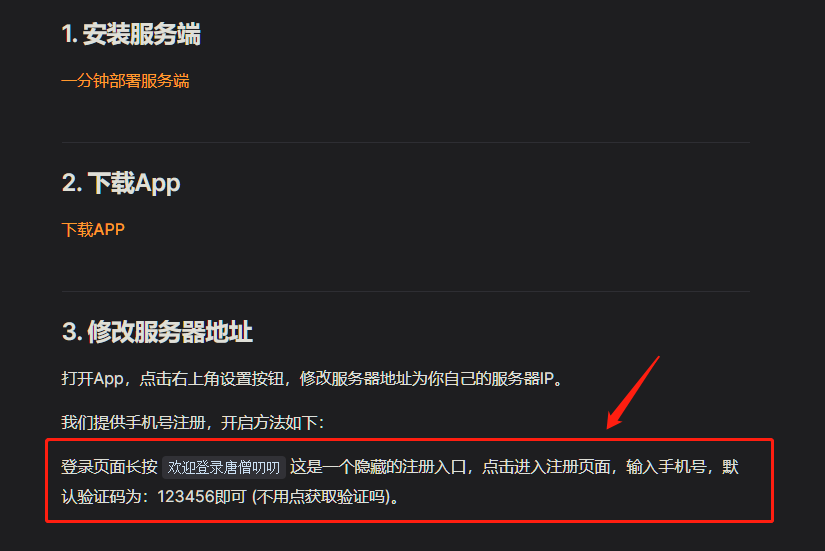 1. 安装服务端
一分钟部署服务端
2. 下载App
下载APP
3. 修改服务器地址
打开App，点击右上角设置按钮，修改服务器地址为你自己的服务器IP。
我们提供手机号注册，开启方法如下：
登录页面长按 欢迎登录唐僧叨叨 这是一个隐藏的注册入口，点击进入注册页面，输入手机号，默
认验证码为：123456即可 (不用点获取验证吗)。